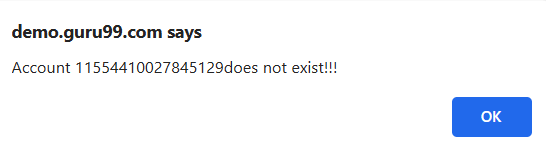 demo.guru99.com says
Account 11554410027845129does not exist!!!
OK